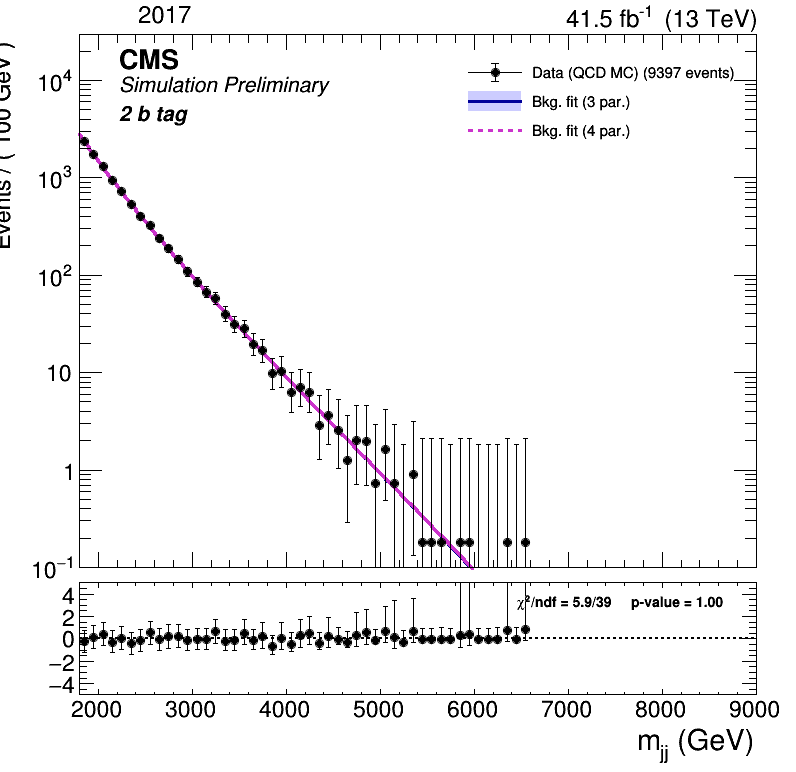 2017
41.5 fb⁻¹ (13 TeV)
CMS
Simulation Preliminary
2 b tag
Data (QCD MC) (9397 events)
Bkg. fit (3 par.)
Bkg. fit (4 par.)
Events / ( 100 GeV )
10⁴
10³
10²
10
1
10⁻¹
χ²/ndf = 5.9/39 p-value = 1.00
4
2
0
−2
−4
2000 3000 4000 5000 6000 7000 8000 9000
m_jj (GeV)